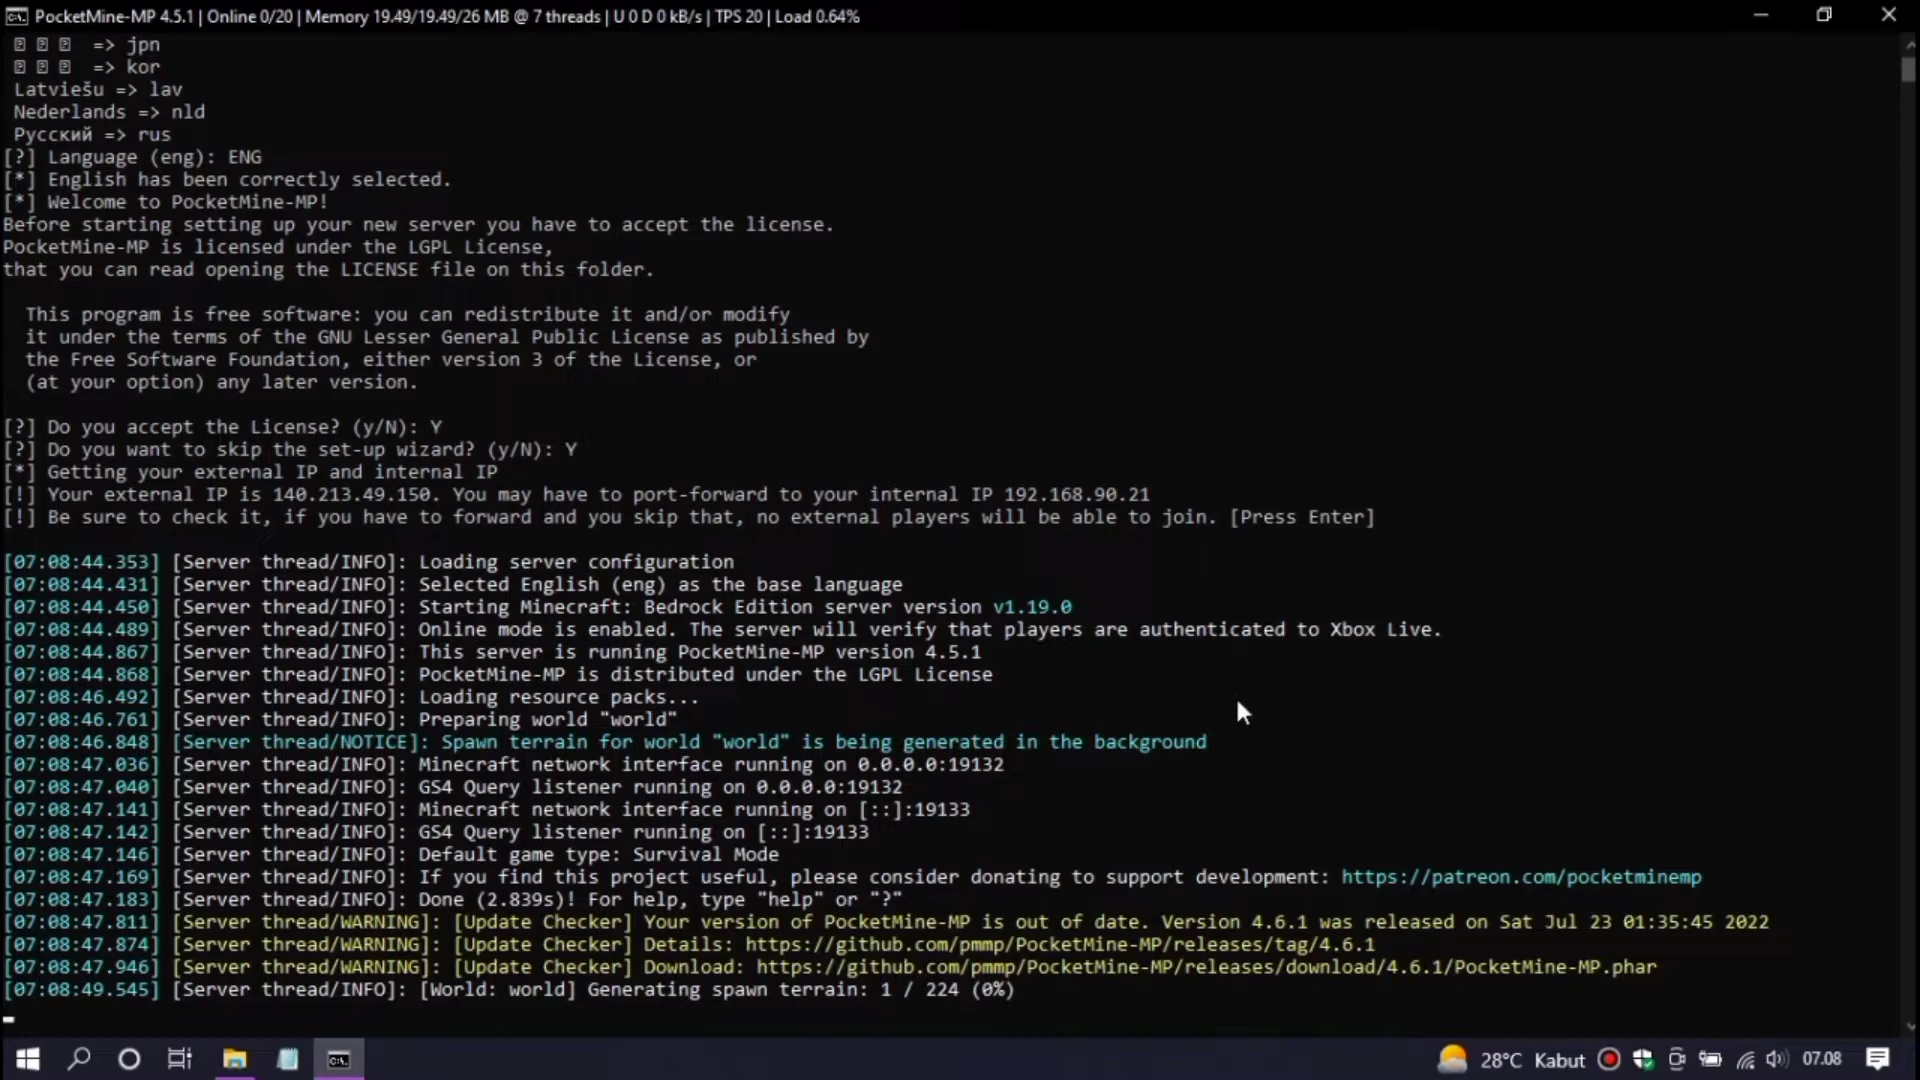 PocketMine-MP 4.5.1 | Online 0/20 | Memory 19.49/19.49/26 MB @ 7 threads | U 0 D 0 kB/s | TPS 20 | Load 0.64%
=> jpn
=> kor
Latviešu => lav
Nederlands => nld
Русский => rus
[?] Language (eng): ENG
[*] English has been correctly selected.
[*] Welcome to PocketMine-MP!
Before starting setting up your new server you have to accept the license.
PocketMine-MP is licensed under the LGPL License,
that you can read opening the LICENSE file on this folder.
This program is free software: you can redistribute it and/or modify
it under the terms of the GNU Lesser General Public License as published by
the Free Software Foundation, either version 3 of the License, or
(at your option) any later version.
[?] Do you accept the License? (y/N): Y
[?] Do you want to skip the set-up wizard? (y/N): Y
[*] Getting your external IP and internal IP
[!] Your external IP is 140.213.49.150. You may have to port-forward to your internal IP 192.168.90.21
[!] Be sure to check it, if you have to forward and you skip that, no external players will be able to join. [Press Enter]
[07:08:44.353] [Server thread/INFO]: Loading server configuration
[07:08:44.431] [Server thread/INFO]: Selected English (eng) as the base language
[07:08:44.450] [Server thread/INFO]: Starting Minecraft: Bedrock Edition server version v1.19.0
[07:08:44.489] [Server thread/INFO]: Online mode is enabled. The server will verify that players are authenticated to Xbox Live.
[07:08:44.867] [Server thread/INFO]: This server is running PocketMine-MP version 4.5.1
[07:08:44.868] [Server thread/INFO]: PocketMine-MP is distributed under the LGPL License
[07:08:46.492] [Server thread/INFO]: Loading resource packs...
[07:08:46.761] [Server thread/INFO]: Preparing world "world"
[07:08:46.848] [Server thread/NOTICE]: Spawn terrain for world "world" is being generated in the background
[07:08:47.036] [Server thread/INFO]: Minecraft network interface running on 0.0.0.0:19132
[07:08:47.040] [Server thread/INFO]: GS4 Query listener running on 0.0.0.0:19132
[07:08:47.141] [Server thread/INFO]: Minecraft network interface running on [::]:19133
[07:08:47.142] [Server thread/INFO]: GS4 Query listener running on [::]:19133
[07:08:47.146] [Server thread/INFO]: Default game type: Survival Mode
[07:08:47.169] [Server thread/INFO]: If you find this project useful, please consider donating to support development: https://patreon.com/pocketminemp
[07:08:47.183] [Server thread/INFO]: Done (2.839s)! For help, type "help" or "?"
[07:08:47.811] [Server thread/WARNING]: [Update Checker] Your version of PocketMine-MP is out of date. Version 4.6.1 was released on Sat Jul 23 01:35:45 2022
[07:08:47.874] [Server thread/WARNING]: [Update Checker] Details: https://github.com/pmmp/PocketMine-MP/releases/tag/4.6.1
[07:08:47.946] [Server thread/WARNING]: [Update Checker] Download: https://github.com/pmmp/PocketMine-MP/releases/download/4.6.1/PocketMine-MP.phar
[07:08:49.545] [Server thread/INFO]: [World: world] Generating spawn terrain: 1 / 224 (0%)
28°C Kabut 07.08